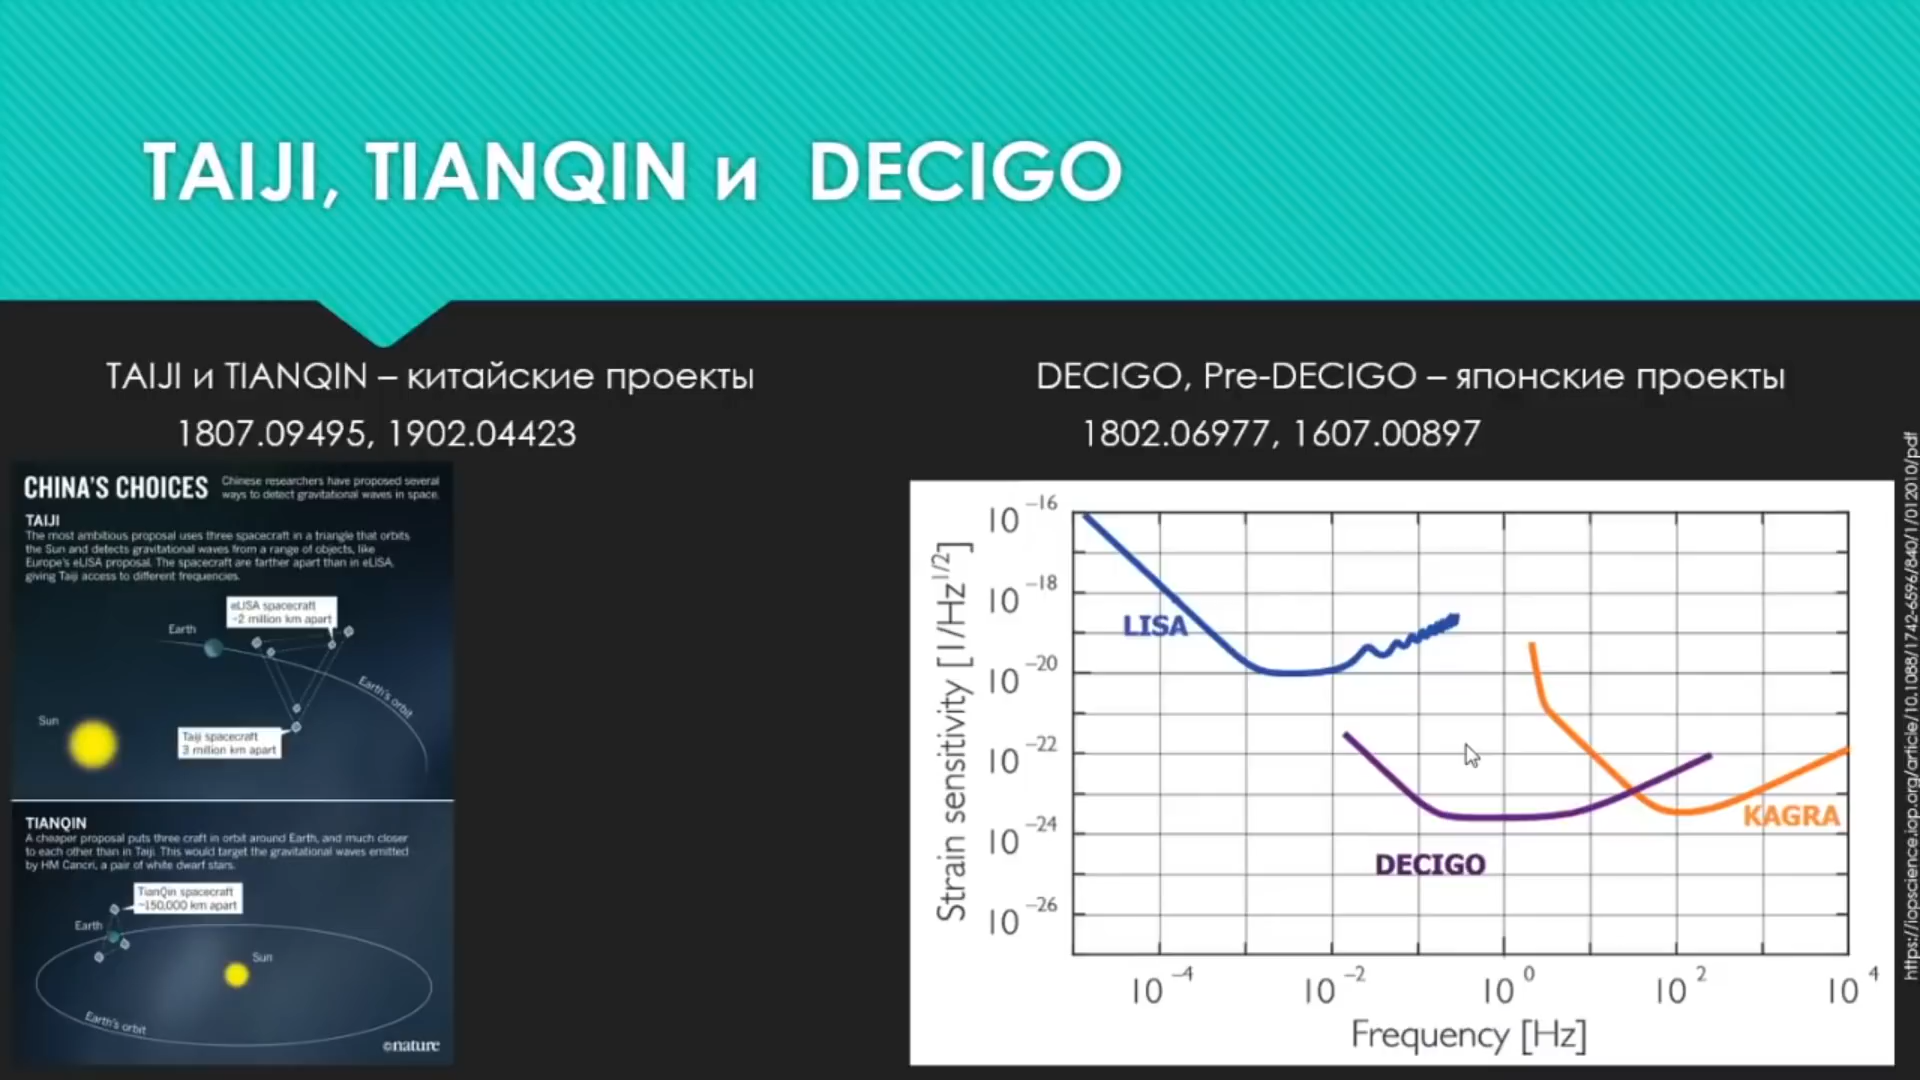 TAIJI, TIANQIN и DECIGO
TAIJI и TIANQIN – китайские проекты
1807.09495, 1902.04423
DECIGO, Pre-DECIGO – японские проекты
1802.06977, 1607.00897
CHINA'S CHOICES
Chinese researchers have proposed several
ways to detect gravitational waves in space.
TAIJI
The most ambitious proposal uses three spacecraft in a triangle that orbits
the Sun and detects gravitational waves from a range of objects, like
Europe's eLISA proposal. The spacecraft are farther apart than in eLISA,
giving Taiji access to different frequencies.
eLISA spacecraft
~2 million km apart
Earth
Earth's orbit
Sun
Taiji spacecraft
3 million km apart
TIANQIN
A cheaper proposal puts three craft in orbit around Earth, and much closer
to each other than in Taiji. This would target the gravitational waves emitted
by HM Cancri, a pair of white dwarf stars.
TianQin spacecraft
~150,000 km apart
Earth
Sun
Earth's orbit
©nature
Strain sensitivity [1/Hz^1/2]
10^-16
10^-18
10^-20
10^-22
10^-24
10^-26
LISA
DECIGO
KAGRA
10^-4 10^-2 10^0 10^2 10^4
Frequency [Hz]
https://iopscience.iop.org/article/10.1088/1742-6596/840/1/012010/pdf